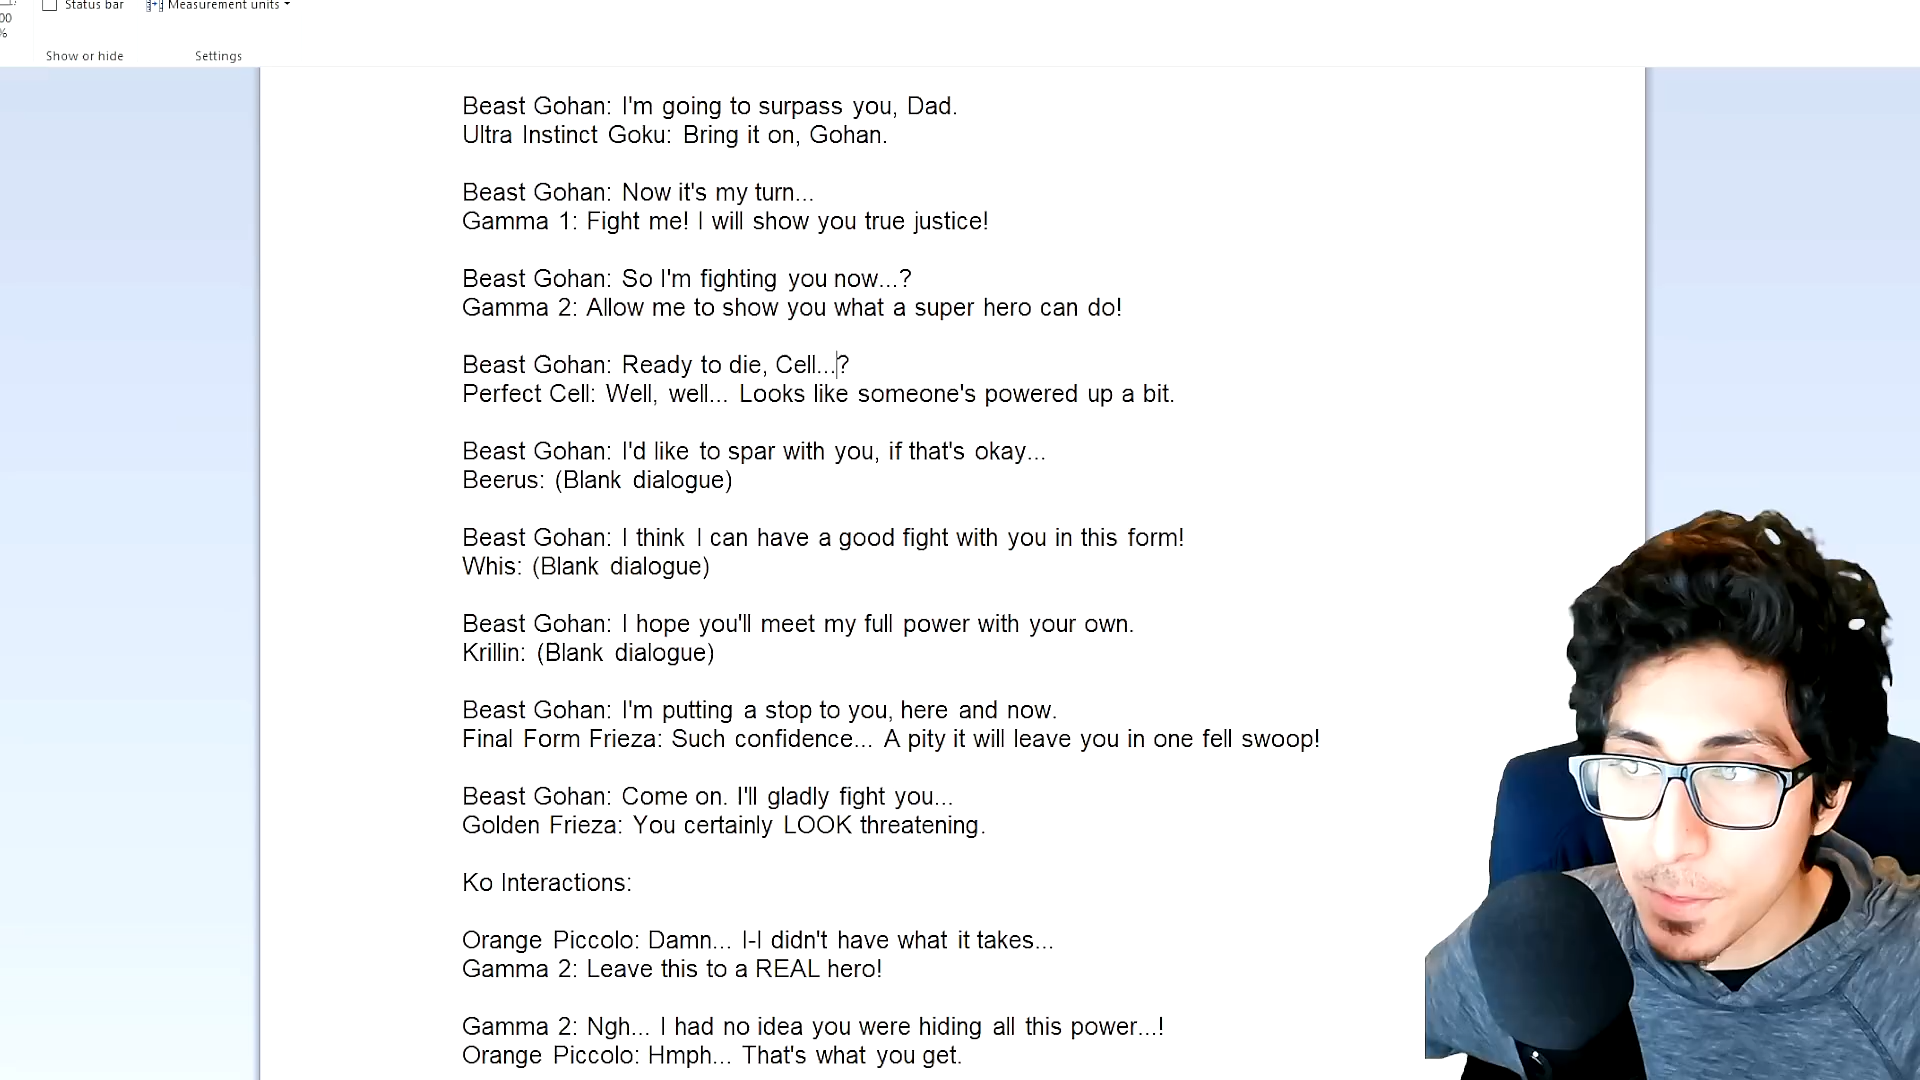 Status bar
Measurement units
00
%
Show or hide
Settings
Beast Gohan: I'm going to surpass you, Dad.
Ultra Instinct Goku: Bring it on, Gohan.
Beast Gohan: Now it's my turn...
Gamma 1: Fight me! I will show you true justice!
Beast Gohan: So I'm fighting you now...?
Gamma 2: Allow me to show you what a super hero can do!
Beast Gohan: Ready to die, Cell...?
Perfect Cell: Well, well... Looks like someone's powered up a bit.
Beast Gohan: I'd like to spar with you, if that's okay...
Beerus: (Blank dialogue)
Beast Gohan: I think I can have a good fight with you in this form!
Whis: (Blank dialogue)
Beast Gohan: I hope you'll meet my full power with your own.
Krillin: (Blank dialogue)
Beast Gohan: I'm putting a stop to you, here and now.
Final Form Frieza: Such confidence... A pity it will leave you in one fell swoop!
Beast Gohan: Come on. I'll gladly fight you...
Golden Frieza: You certainly LOOK threatening.
Ko Interactions:
Orange Piccolo: Damn... I-I didn't have what it takes...
Gamma 2: Leave this to a REAL hero!
Gamma 2: Ngh... I had no idea you were hiding all this power...!
Orange Piccolo: Hmph... That's what you get.